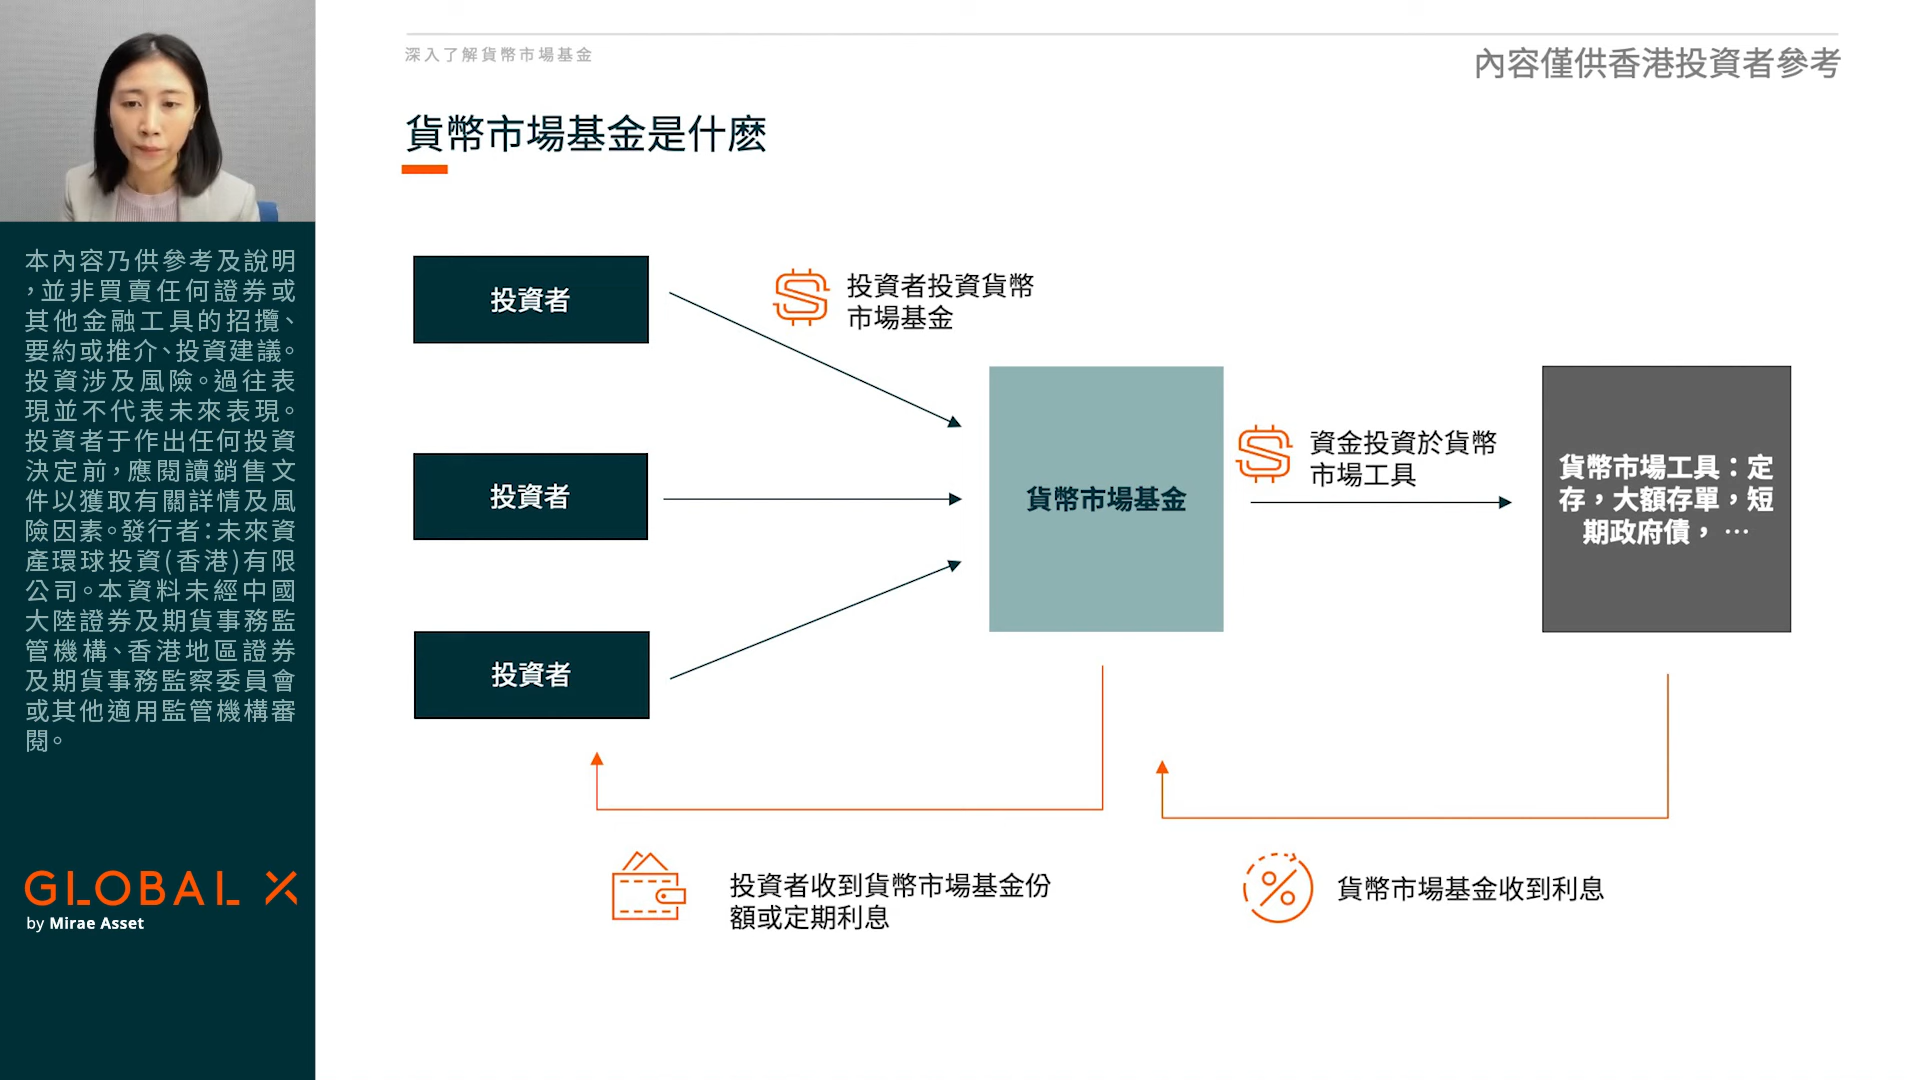 深入了解貨幣市場基金
內容僅供香港投資者參考
貨幣市場基金是什麽
本內容乃供參考及說明
,並非買賣任何證券或
其他金融工具的招攬、
要約或推介、投資建議。
投資涉及風險。過往表
現並不代表未來表現。
投資者于作出任何投資
決定前,應閱讀銷售文
件以獲取有關詳情及風
險因素。發行者:未來資
產環球投資(香港)有限
公司。本資料未經中國
大陸證券及期貨事務監
管機構、香港地區證券
及期貨事務監察委員會
或其他適用監管機構審
閱。
GLOBAL X
by Mirae Asset
投資者
投資者
投資者
投資者投資貨幣
市場基金
貨幣市場基金
資金投資於貨幣
市場工具
貨幣市場工具：定
存，大額存單，短
期政府債， …
投資者收到貨幣市場基金份
額或定期利息
貨幣市場基金收到利息